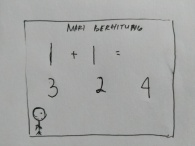 MARI BERHITUNG
1 + 1 =
3 2 4